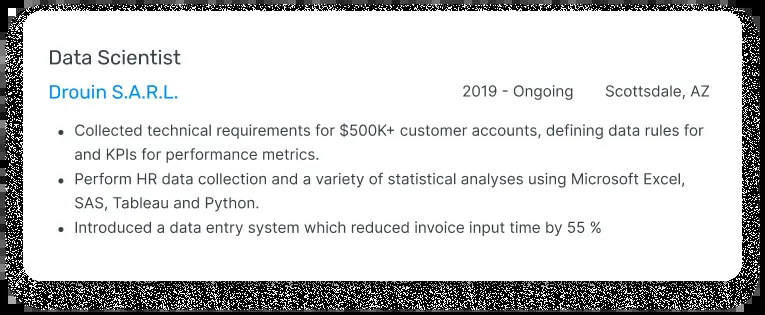 Data Scientist
Drouin S.A.R.L. 2019 - Ongoing Scottsdale, AZ
• Collected technical requirements for $500K+ customer accounts, defining data rules for
and KPIs for performance metrics.
• Perform HR data collection and a variety of statistical analyses using Microsoft Excel,
SAS, Tableau and Python.
• Introduced a data entry system which reduced invoice input time by 55 %